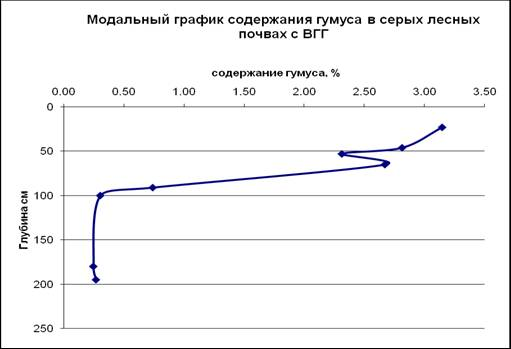 Модальный график содержания гумуса в серых лесных
почвах с ВГГ
содержание гумуса. %
0.00 0.50 1.00 1.50 2.00 2.50 3.00 3.50
0
50
100
150
200
250
Глубина см